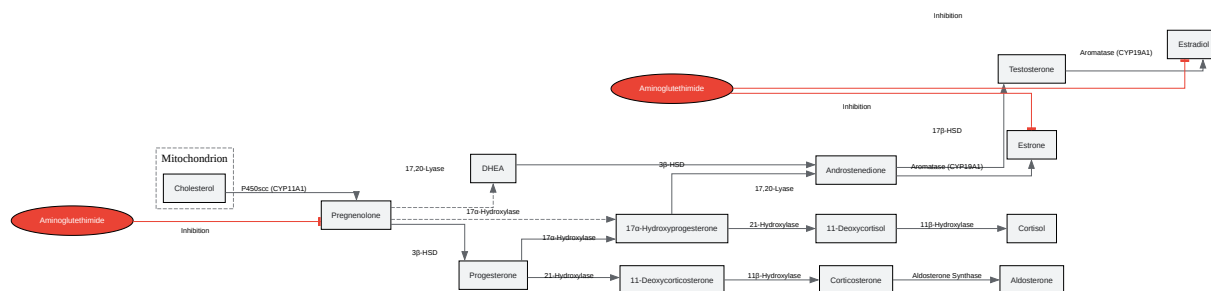 Inhibition
Estradiol
Aromatase (CYP19A1)
Testosterone
Aminoglutethimide
Inhibition
17β-HSD
Estrone
Mitochondrion
17,20-Lyase
DHEA
3β-HSD
Androstenedione
Aromatase (CYP19A1)
Cholesterol
P450scc (CYP11A1)
17,20-Lyase
Aminoglutethimide
Inhibition
Pregnenolone
17α-Hydroxylase
17α-Hydroxyprogesterone
21-Hydroxylase
11-Deoxycortisol
11β-Hydroxylase
Cortisol
17α-Hydroxylase
3β-HSD
Progesterone
21-Hydroxylase
11-Deoxycorticosterone
11β-Hydroxylase
Corticosterone
Aldosterone Synthase
Aldosterone